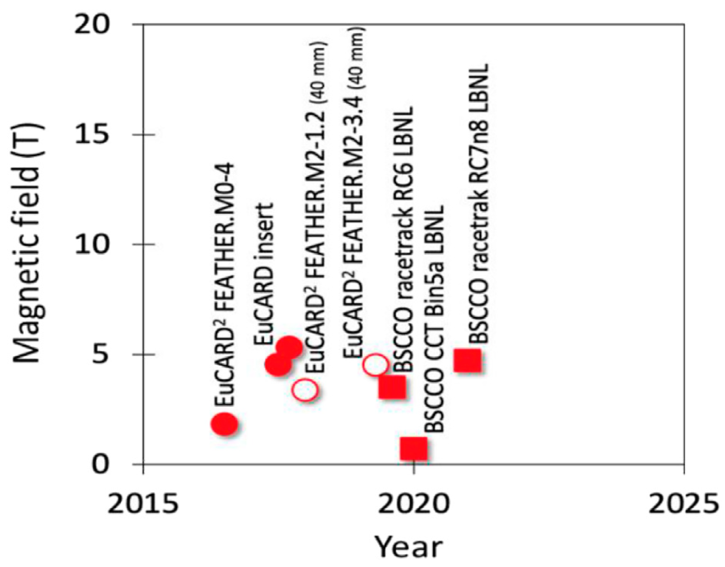 20
15
10
5
0
Magnetic field (T)
EuCARD² FEATHER.M0-4
EuCARD insert
EuCARD² FEATHER.M2-1.2 (40 mm)
EuCARD² FEATHER.M2-3.4 (40 mm)
BSCCO racetrack RC6 LBNL
BSCCO CCT Bin5a LBNL
BSCCO racetrak RC7n8 LBNL
2015
2020
2025
Year